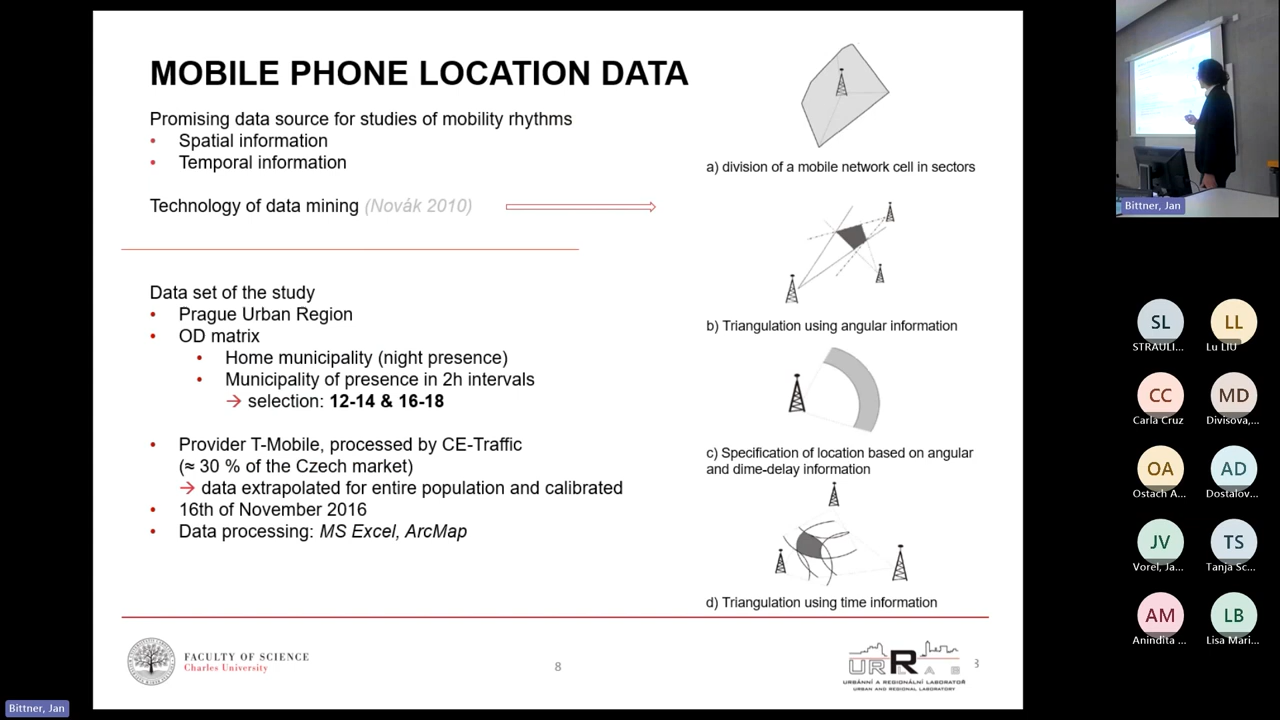 MOBILE PHONE LOCATION DATA
Promising data source for studies of mobility rhythms
• Spatial information
• Temporal information
Technology of data mining (Novák 2010)
Data set of the study
• Prague Urban Region
• OD matrix
• Home municipality (night presence)
• Municipality of presence in 2h intervals
→ selection: 12-14 & 16-18
• Provider T-Mobile, processed by CE-Traffic
(≈ 30 % of the Czech market)
→ data extrapolated for entire population and calibrated
• 16th of November 2016
• Data processing: MS Excel, ArcMap
a) division of a mobile network cell in sectors
b) Triangulation using angular information
c) Specification of location based on angular
and dime-delay information
d) Triangulation using time information
FACULTY OF SCIENCE
Charles University
8
URRLAB
URBÁNNÍ A REGIONÁLNÍ LABORATOŘ
URBAN AND REGIONAL LABORATORY
Bittner, Jan
Bittner, Jan
SL
STRAULI...
LL
Lu LIU
CC
Carla Cruz
MD
Divisova,...
OA
Ostach A...
AD
Dostalov...
JV
Vorel, Ja...
TS
Tanja Sc...
AM
Anindita ...
LB
Lisa Mari...